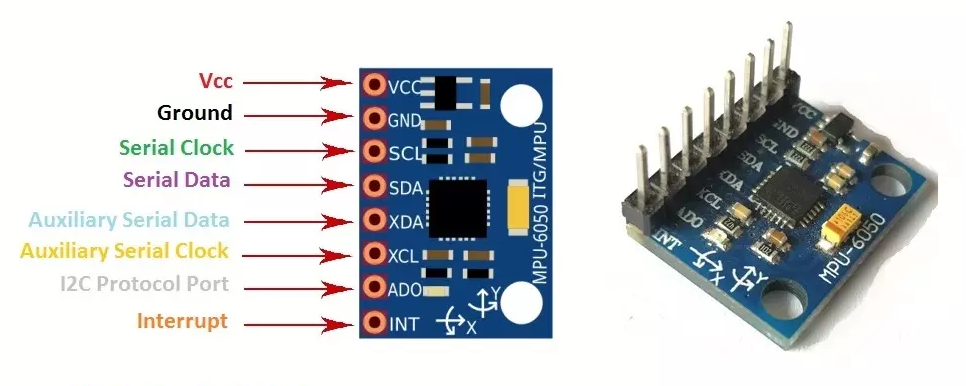 Vcc
Ground
Serial Clock
Serial Data
Auxiliary Serial Data
Auxiliary Serial Clock
I2C Protocol Port
Interrupt
VCC
GND
SCL
SDA
XDA
XCL
ADO
INT
X
Y
MPU-6050 ITG/MPU
VCC
GND
SCL
SDA
XDA
XCL
ADO
INT
X
Y
MPU-6050